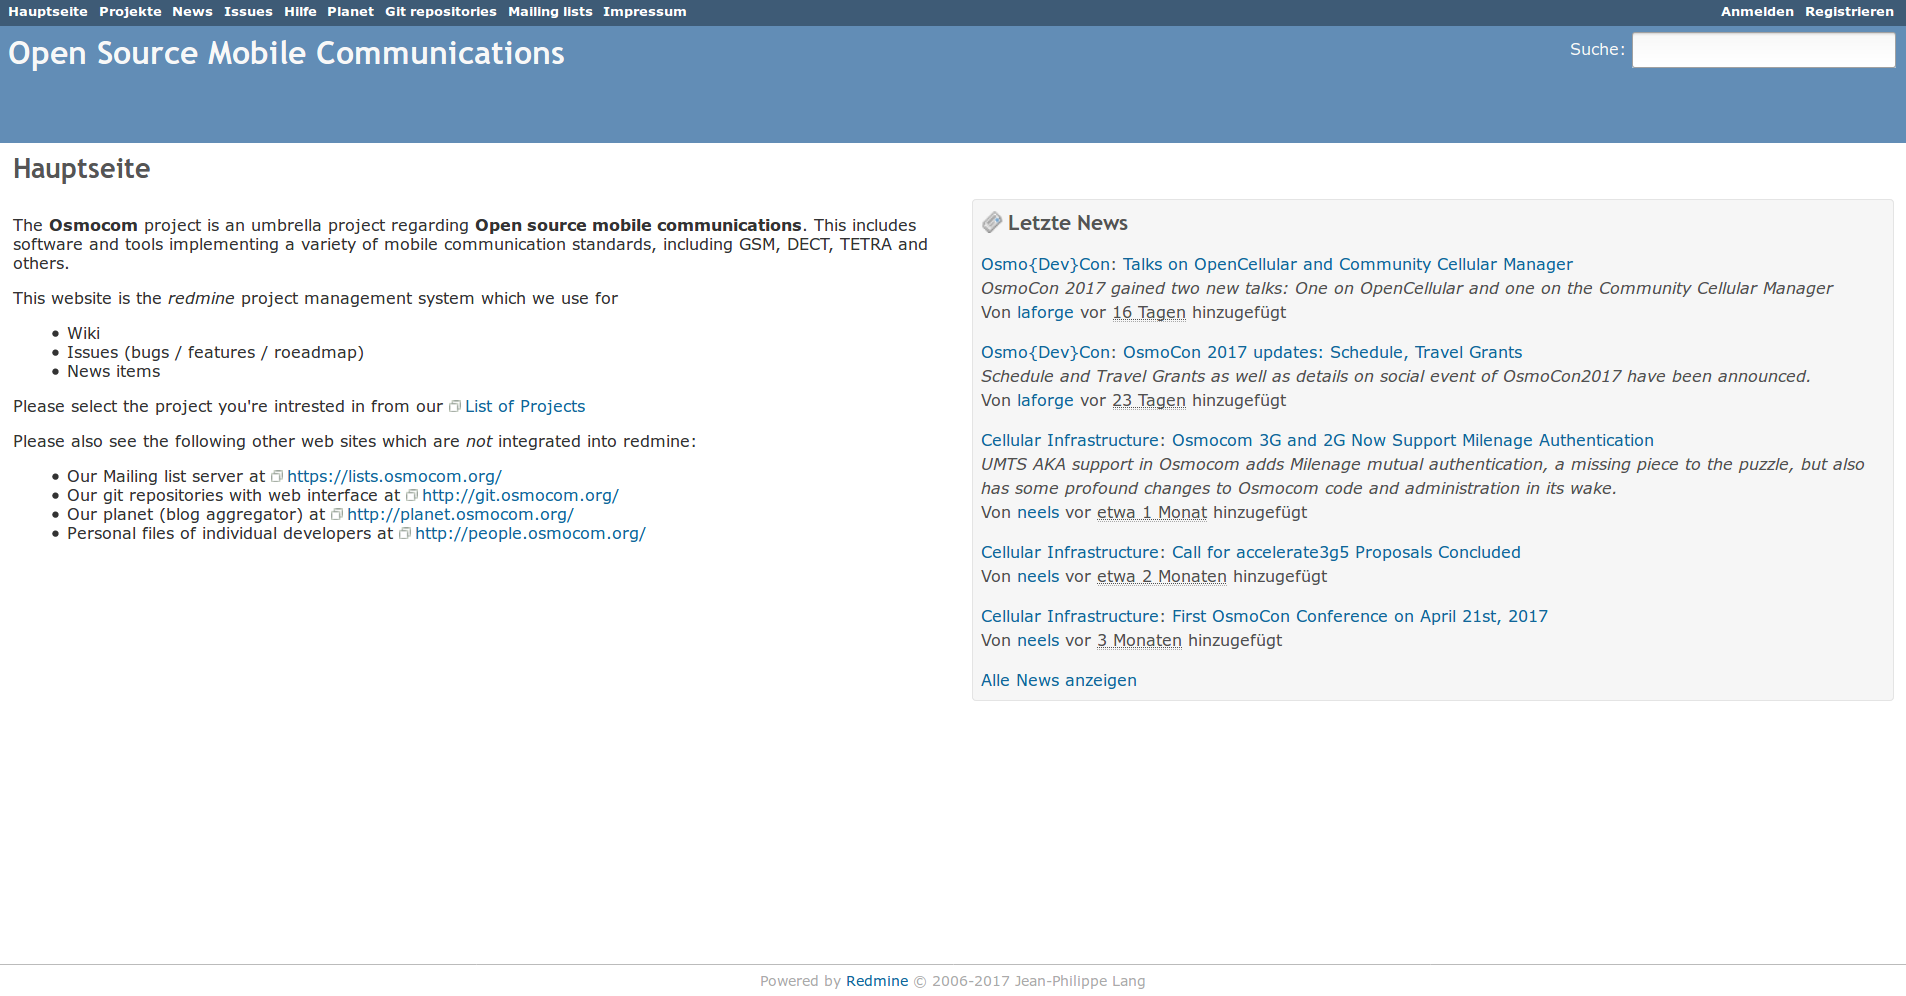 Hauptseite Projekte News Issues Hilfe Planet Git repositories Mailing lists Impressum Anmelden Registrieren
Open Source Mobile Communications
Suche:
Hauptseite
The Osmocom project is an umbrella project regarding Open source mobile communications. This includes
software and tools implementing a variety of mobile communication standards, including GSM, DECT, TETRA and
others.
This website is the redmine project management system which we use for
• Wiki
• Issues (bugs / features / roeadmap)
• News items
Please select the project you're intrested in from our List of Projects
Please also see the following other web sites which are not integrated into redmine:
• Our Mailing list server at https://lists.osmocom.org/
• Our git repositories with web interface at http://git.osmocom.org/
• Our planet (blog aggregator) at http://planet.osmocom.org/
• Personal files of individual developers at http://people.osmocom.org/
Letzte News
Osmo{Dev}Con: Talks on OpenCellular and Community Cellular Manager
OsmoCon 2017 gained two new talks: One on OpenCellular and one on the Community Cellular Manager
Von laforge vor 16 Tagen hinzugefügt
Osmo{Dev}Con: OsmoCon 2017 updates: Schedule, Travel Grants
Schedule and Travel Grants as well as details on social event of OsmoCon2017 have been announced.
Von laforge vor 23 Tagen hinzugefügt
Cellular Infrastructure: Osmocom 3G and 2G Now Support Milenage Authentication
UMTS AKA support in Osmocom adds Milenage mutual authentication, a missing piece to the puzzle, but also
has some profound changes to Osmocom code and administration in its wake.
Von neels vor etwa 1 Monat hinzugefügt
Cellular Infrastructure: Call for accelerate3g5 Proposals Concluded
Von neels vor etwa 2 Monaten hinzugefügt
Cellular Infrastructure: First OsmoCon Conference on April 21st, 2017
Von neels vor 3 Monaten hinzugefügt
Alle News anzeigen
Powered by Redmine © 2006-2017 Jean-Philippe Lang